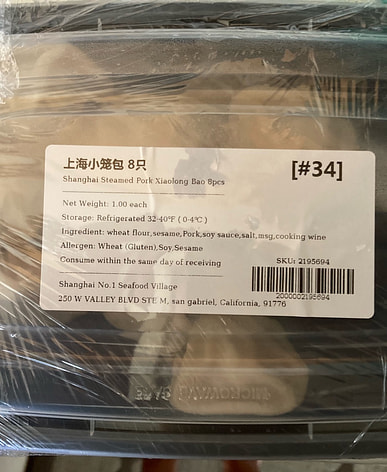 上海小笼包 8只
[#34]
Shanghai Steamed Pork Xiaolong Bao 8pcs
Net Weight: 1.00 each
Storage: Refrigerated 32-40°F ( 0-4℃ )
Ingredient: wheat flour,sesame,Pork,soy sauce,salt,msg,cooking wine
Allergen: Wheat (Gluten),Soy,Sesame
Consume within the same day of receiving
SKU: 2195694
2000002195694
Shanghai No.1 Seafood Village
250 W VALLEY BLVD STE M, san gabriel, California, 91776